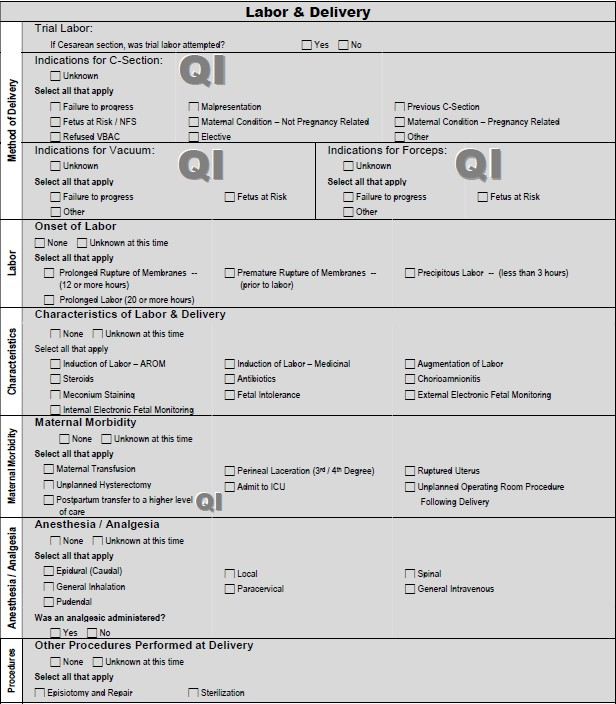 Labor & Delivery
Method of Delivery
Trial Labor:
If Cesarean section, was trial labor attempted? Yes No
Indications for C-Section: QI
Unknown
Select all that apply
Failure to progress Malpresentation Previous C-Section
Fetus at Risk / NFS Maternal Condition – Not Pregnancy Related Maternal Condition – Pregnancy Related
Refused VBAC Elective Other
Indications for Vacuum: QI Indications for Forceps: QI
Unknown Unknown
Select all that apply Select all that apply
Failure to progress Fetus at Risk Failure to progress Fetus at Risk
Other Other
Labor
Onset of Labor
None Unknown at this time
Select all that apply
Prolonged Rupture of Membranes -- Premature Rupture of Membranes -- Precipitous Labor -- (less than 3 hours)
(12 or more hours) (prior to labor)
Prolonged Labor (20 or more hours)
Characteristics
Characteristics of Labor & Delivery
None Unknown at this time
Select all that apply
Induction of Labor – AROM Induction of Labor – Medicinal Augmentation of Labor
Steroids Antibiotics Chorioamnionitis
Meconium Staining Fetal Intolerance External Electronic Fetal Monitoring
Internal Electronic Fetal Monitoring
Maternal Morbidity
Maternal Morbidity
None Unknown at this time
Select all that apply
Maternal Transfusion Perineal Laceration (3rd / 4th Degree) Ruptured Uterus
Unplanned Hysterectomy Admit to ICU Unplanned Operating Room Procedure
Postpartum transfer to a higher level QI Following Delivery
of care
Anesthesia / Analgesia
Anesthesia / Analgesia
None Unknown at this time
Select all that apply
Epidural (Caudal) Local Spinal
General Inhalation Paracervical General Intravenous
Pudendal
Was an analgesic administered?
Yes No
Procedures
Other Procedures Performed at Delivery
None Unknown at this time
Select all that apply
Episiotomy and Repair Sterilization